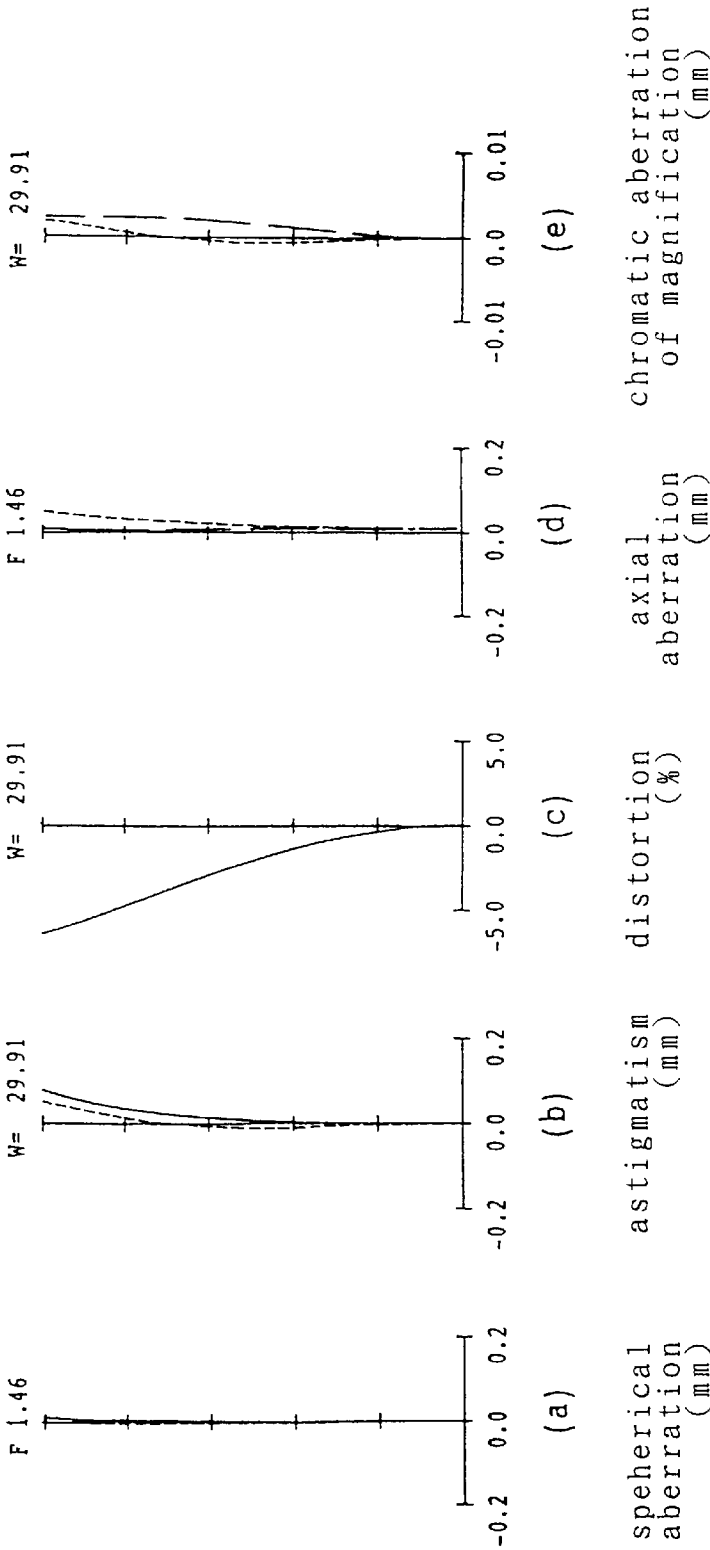 F 1.46
-0.2 0.0 0.2
(a)
speherical
aberration
(mm)
W= 29.91
-0.2 0.0 0.2
(b)
astigmatism
(mm)
W= 29.91
-5.0 0.0 5.0
(c)
distortion
(%)
F 1.46
-0.2 0.0 0.2
(d)
axial
aberration
(mm)
W= 29.91
-0.01 0.0 0.01
(e)
chromatic aberration
of magnification
(mm)